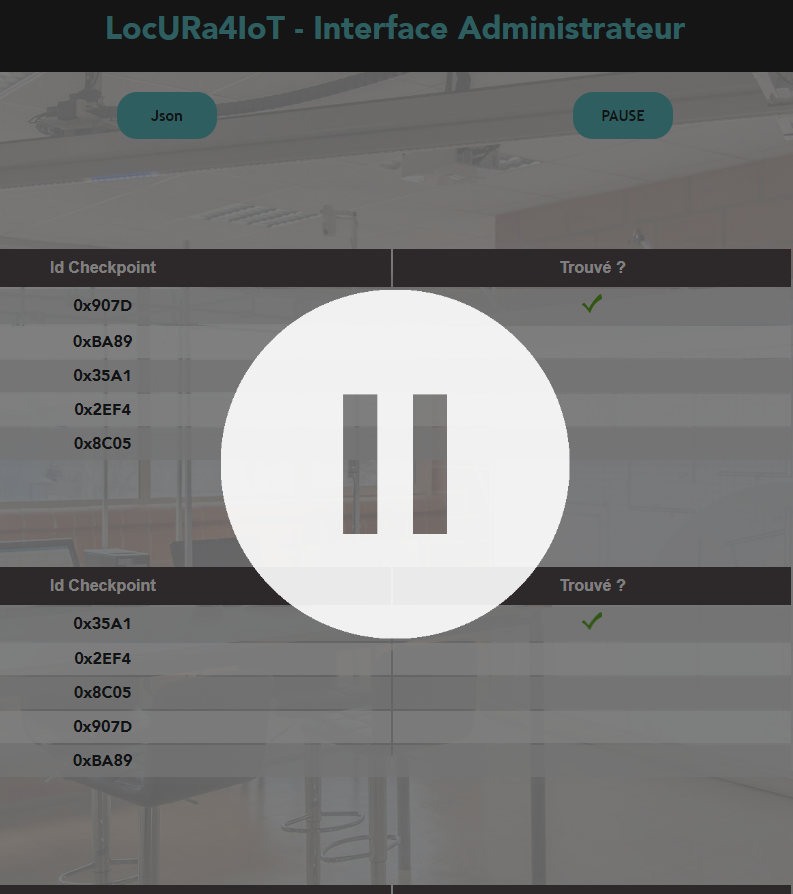 LocURa4IoT - Interface Administrateur
Json PAUSE
Id Checkpoint Trouvé ?
0x907D
0xBA89
0x35A1
0x2EF4
0x8C05
Id Checkpoint Trouvé ?
0x35A1
0x2EF4
0x8C05
0x907D
0xBA89